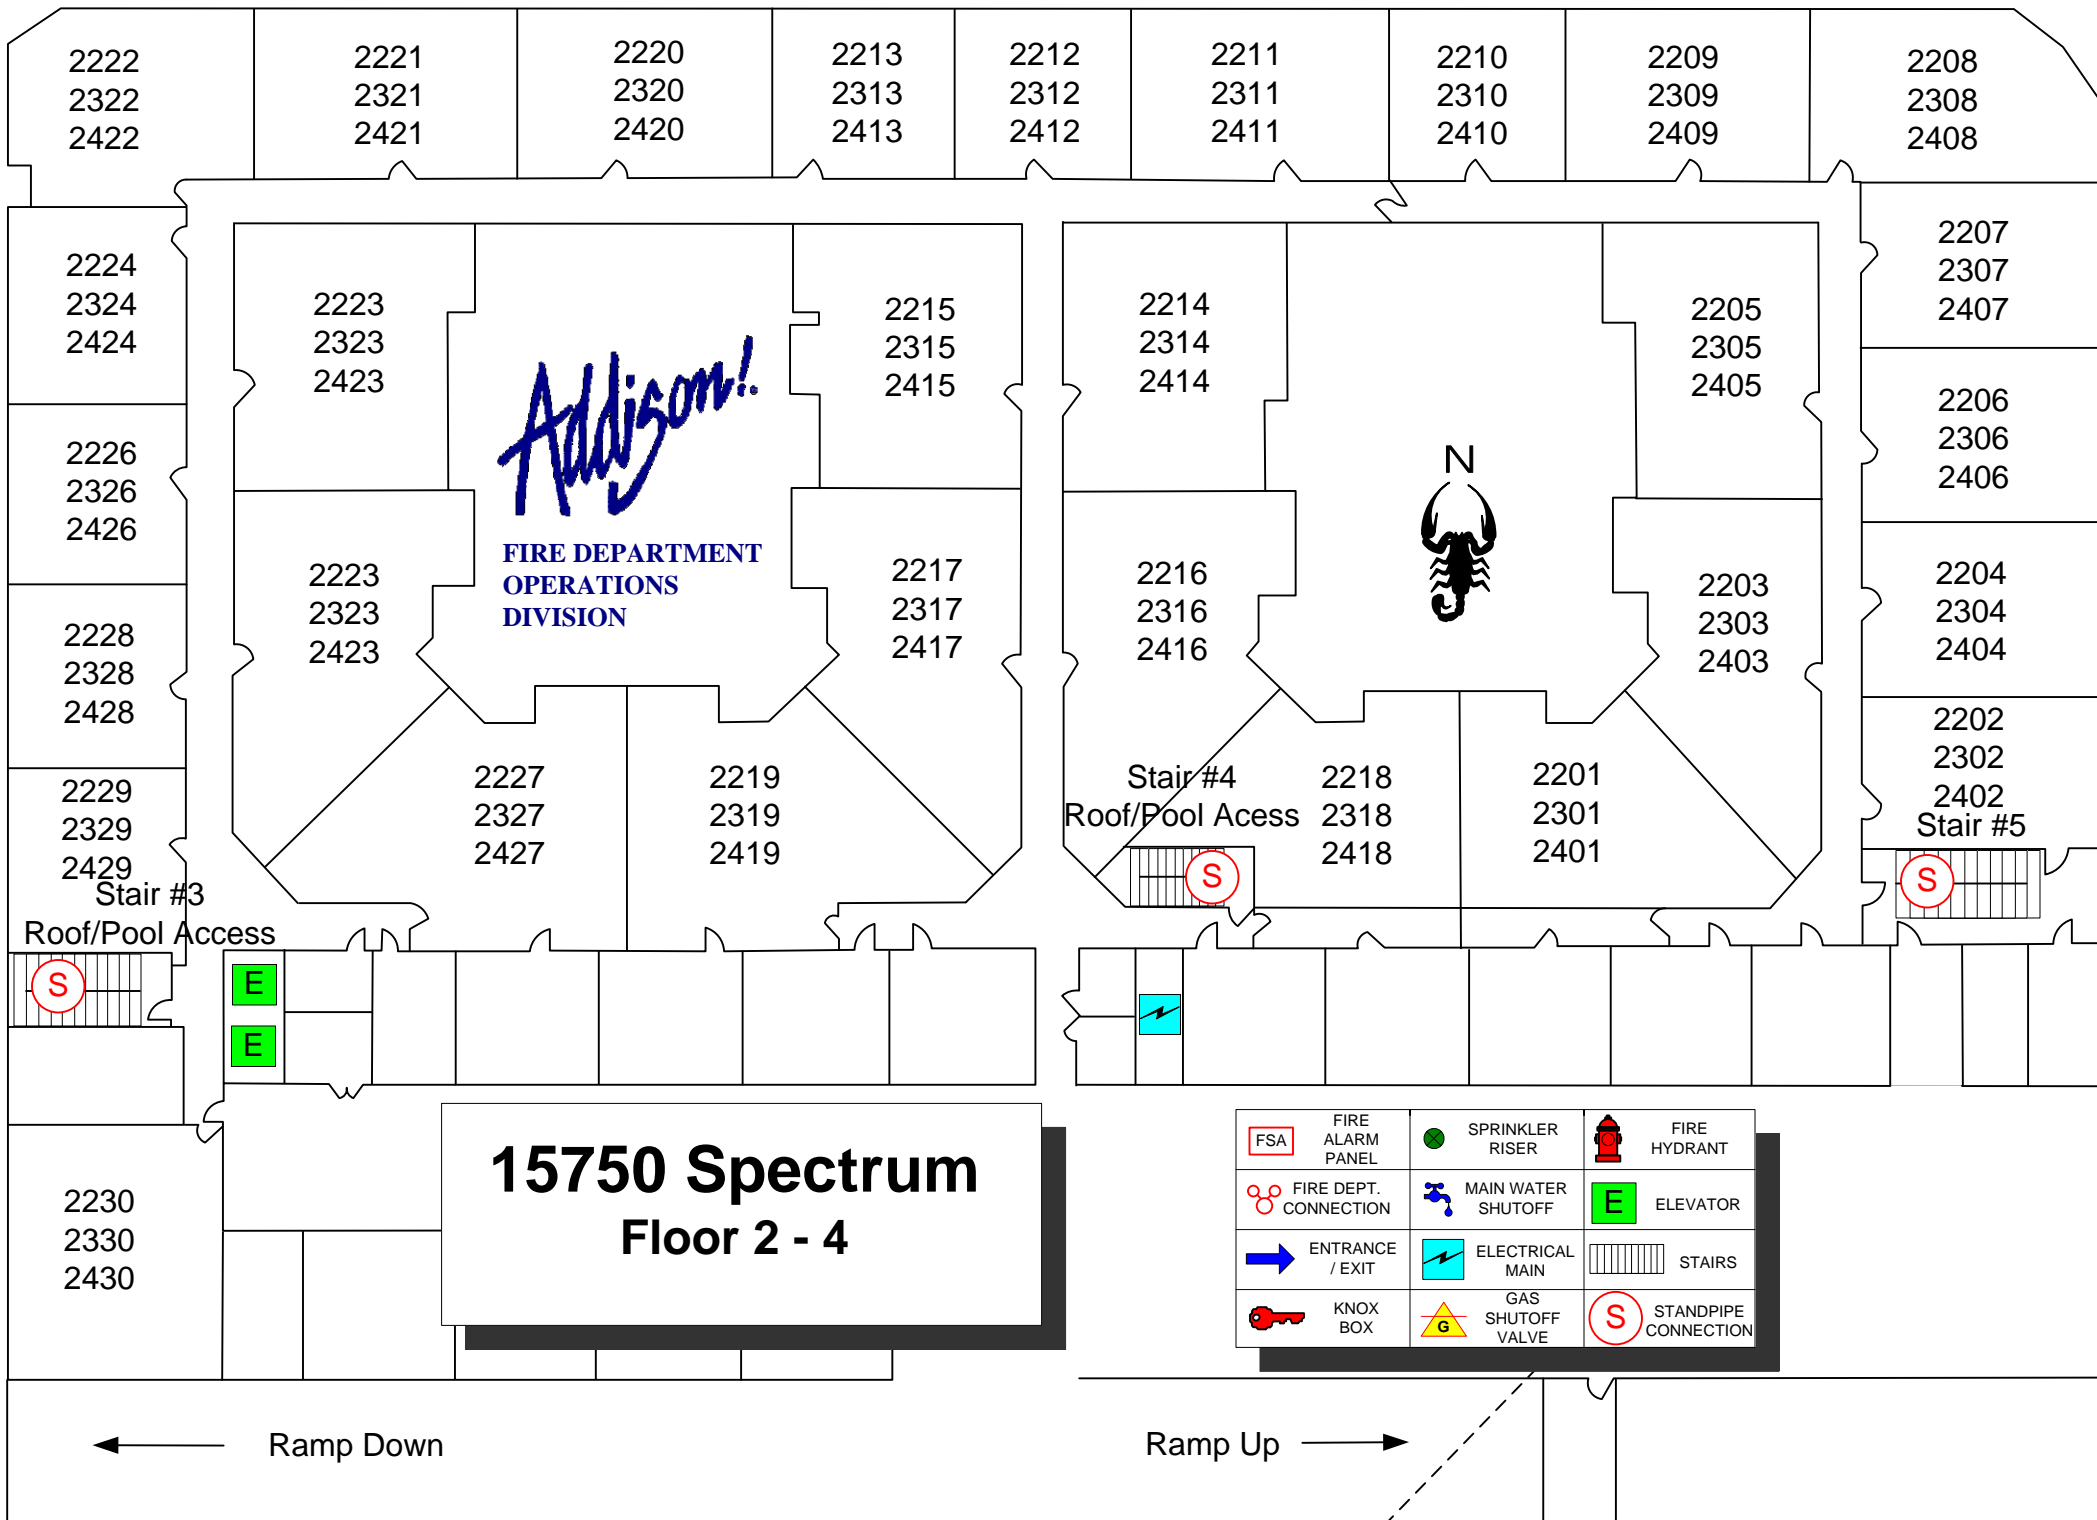 2222
2322
2422
2221
2321
2421
2220
2320
2420
2213
2313
2413
2212
2312
2412
2211
2311
2411
2210
2310
2410
2209
2309
2409
2208
2308
2408
2224
2324
2424
2223
2323
2423
2215
2315
2415
2214
2314
2414
2205
2305
2405
2207
2307
2407
Addison!
FIRE DEPARTMENT
OPERATIONS
DIVISION
N
2226
2326
2426
2206
2306
2406
2223
2323
2423
2217
2317
2417
2216
2316
2416
2203
2303
2403
2204
2304
2404
2228
2328
2428
2202
2302
2402
Stair #5
S
2229
2329
2429
Stair #3
Roof/Pool Access
S
2227
2327
2427
2219
2319
2419
Stair #4
Roof/Pool Acess
S
2218
2318
2418
2201
2301
2401
E
E
15750 Spectrum
Floor 2 - 4
2230
2330
2430
FSA
FIRE
ALARM
PANEL
SPRINKLER
RISER
FIRE
HYDRANT
FIRE DEPT.
CONNECTION
MAIN WATER
SHUTOFF
E
ELEVATOR
ENTRANCE
/ EXIT
ELECTRICAL
MAIN
STAIRS
KNOX
BOX
G
GAS
SHUTOFF
VALVE
S
STANDPIPE
CONNECTION
Ramp Down
Ramp Up